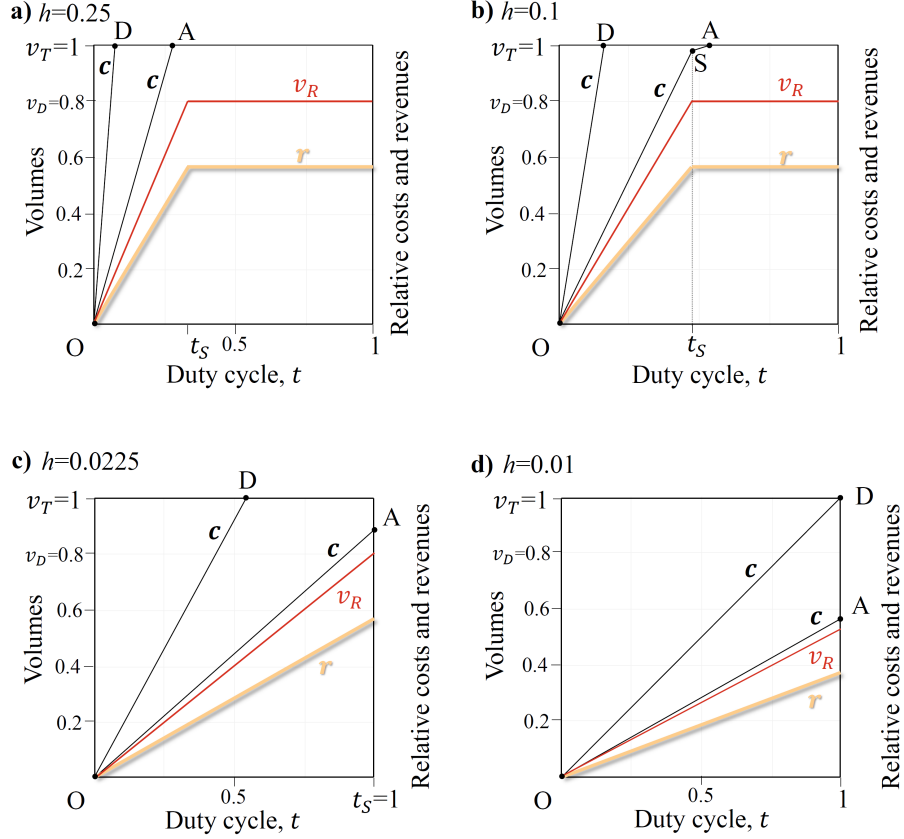 a) h=0.25
D
A
v_T=1
c
c
v_D=0.8
v_R
0.6
r
0.4
0.2
Volumes
Relative costs and revenues
O
t_S
0.5
1
Duty cycle, t
b) h=0.1
D
A
v_T=1
S
c
c
v_D=0.8
v_R
0.6
r
0.4
0.2
Volumes
Relative costs and revenues
O
t_S
1
Duty cycle, t
c) h=0.0225
D
v_T=1
A
c
c
v_D=0.8
v_R
0.6
r
0.4
0.2
Volumes
Relative costs and revenues
O
0.5
t_S=1
Duty cycle, t
d) h=0.01
D
v_T=1
v_D=0.8
c
A
0.6
c
v_R
0.4
r
0.2
Volumes
Relative costs and revenues
O
0.5
1
Duty cycle, t